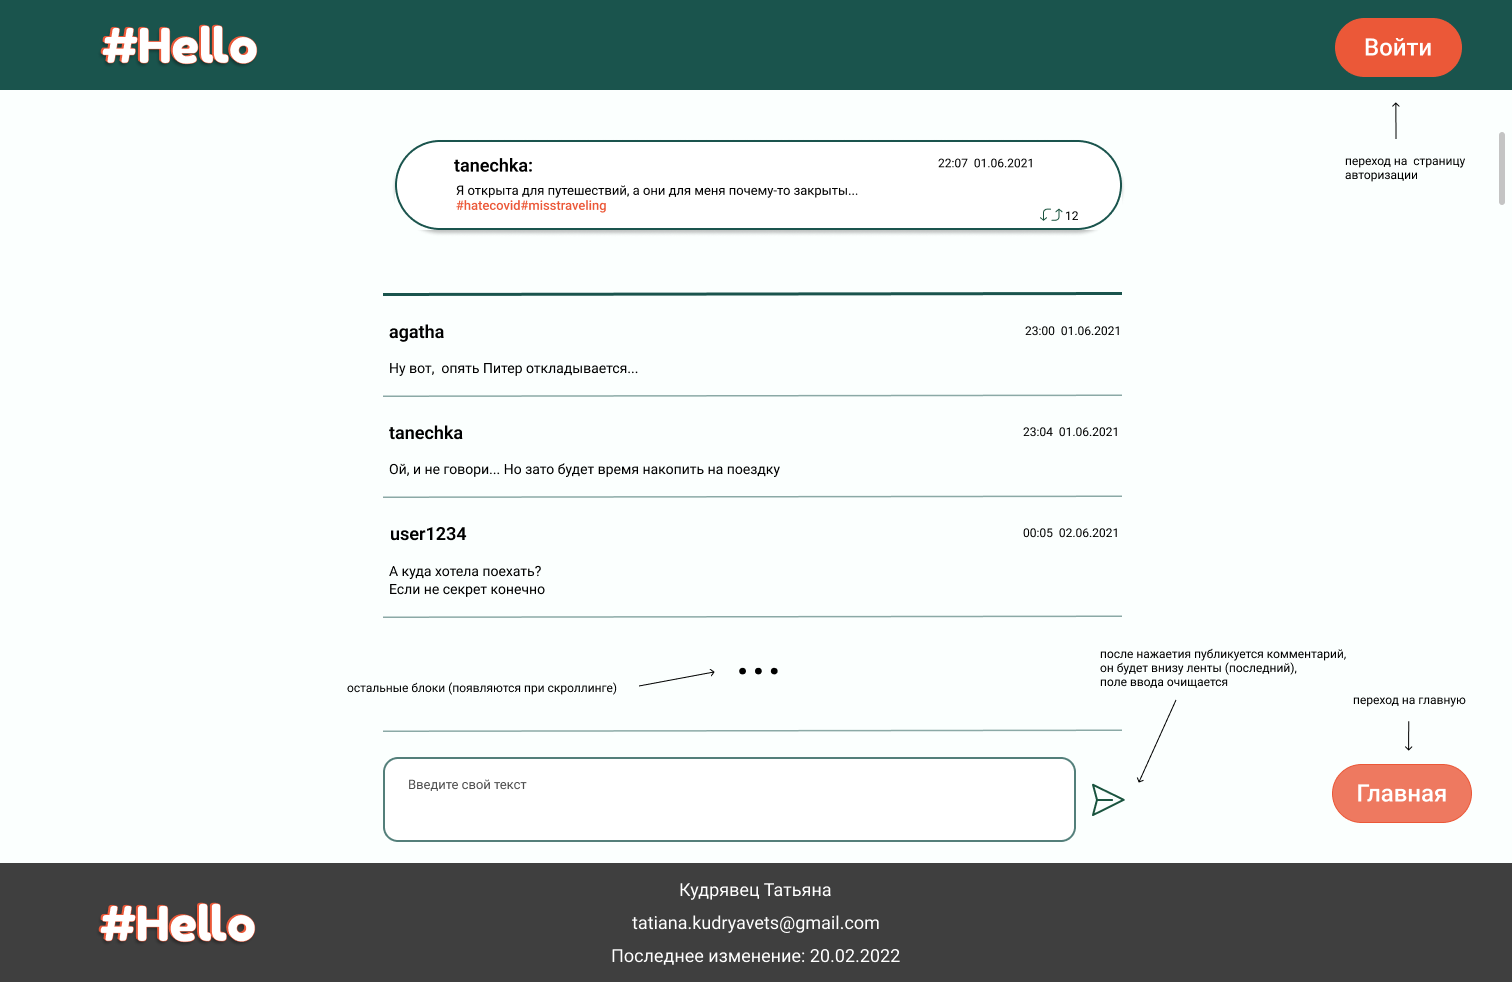 #Hello
Войти
переход на страницу
авторизации
tanechka:
22:07 01.06.2021
Я открыта для путешествий, а они для меня почему-то закрыты...
#hatecovid#misstraveling
12
agatha
23:00 01.06.2021
Ну вот, опять Питер откладывается...
tanechka
23:04 01.06.2021
Ой, и не говори... Но зато будет время накопить на поездку
user1234
00:05 02.06.2021
А куда хотела поехать?
Если не секрет конечно
остальные блоки (появляются при скроллинге)
после нажаетия публикуется комментарий,
он будет внизу ленты (последний),
поле ввода очищается
переход на главную
Введите свой текст
Главная
#Hello
Кудрявец Татьяна
tatiana.kudryavets@gmail.com
Последнее изменение: 20.02.2022